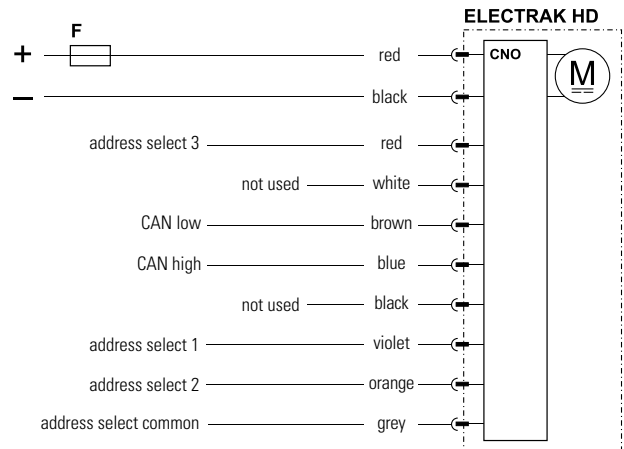 ELECTRAK HD
F
+ red CNO M
− black
address select 3 red
not used white
CAN low brown
CAN high blue
not used black
address select 1 violet
address select 2 orange
address select common grey